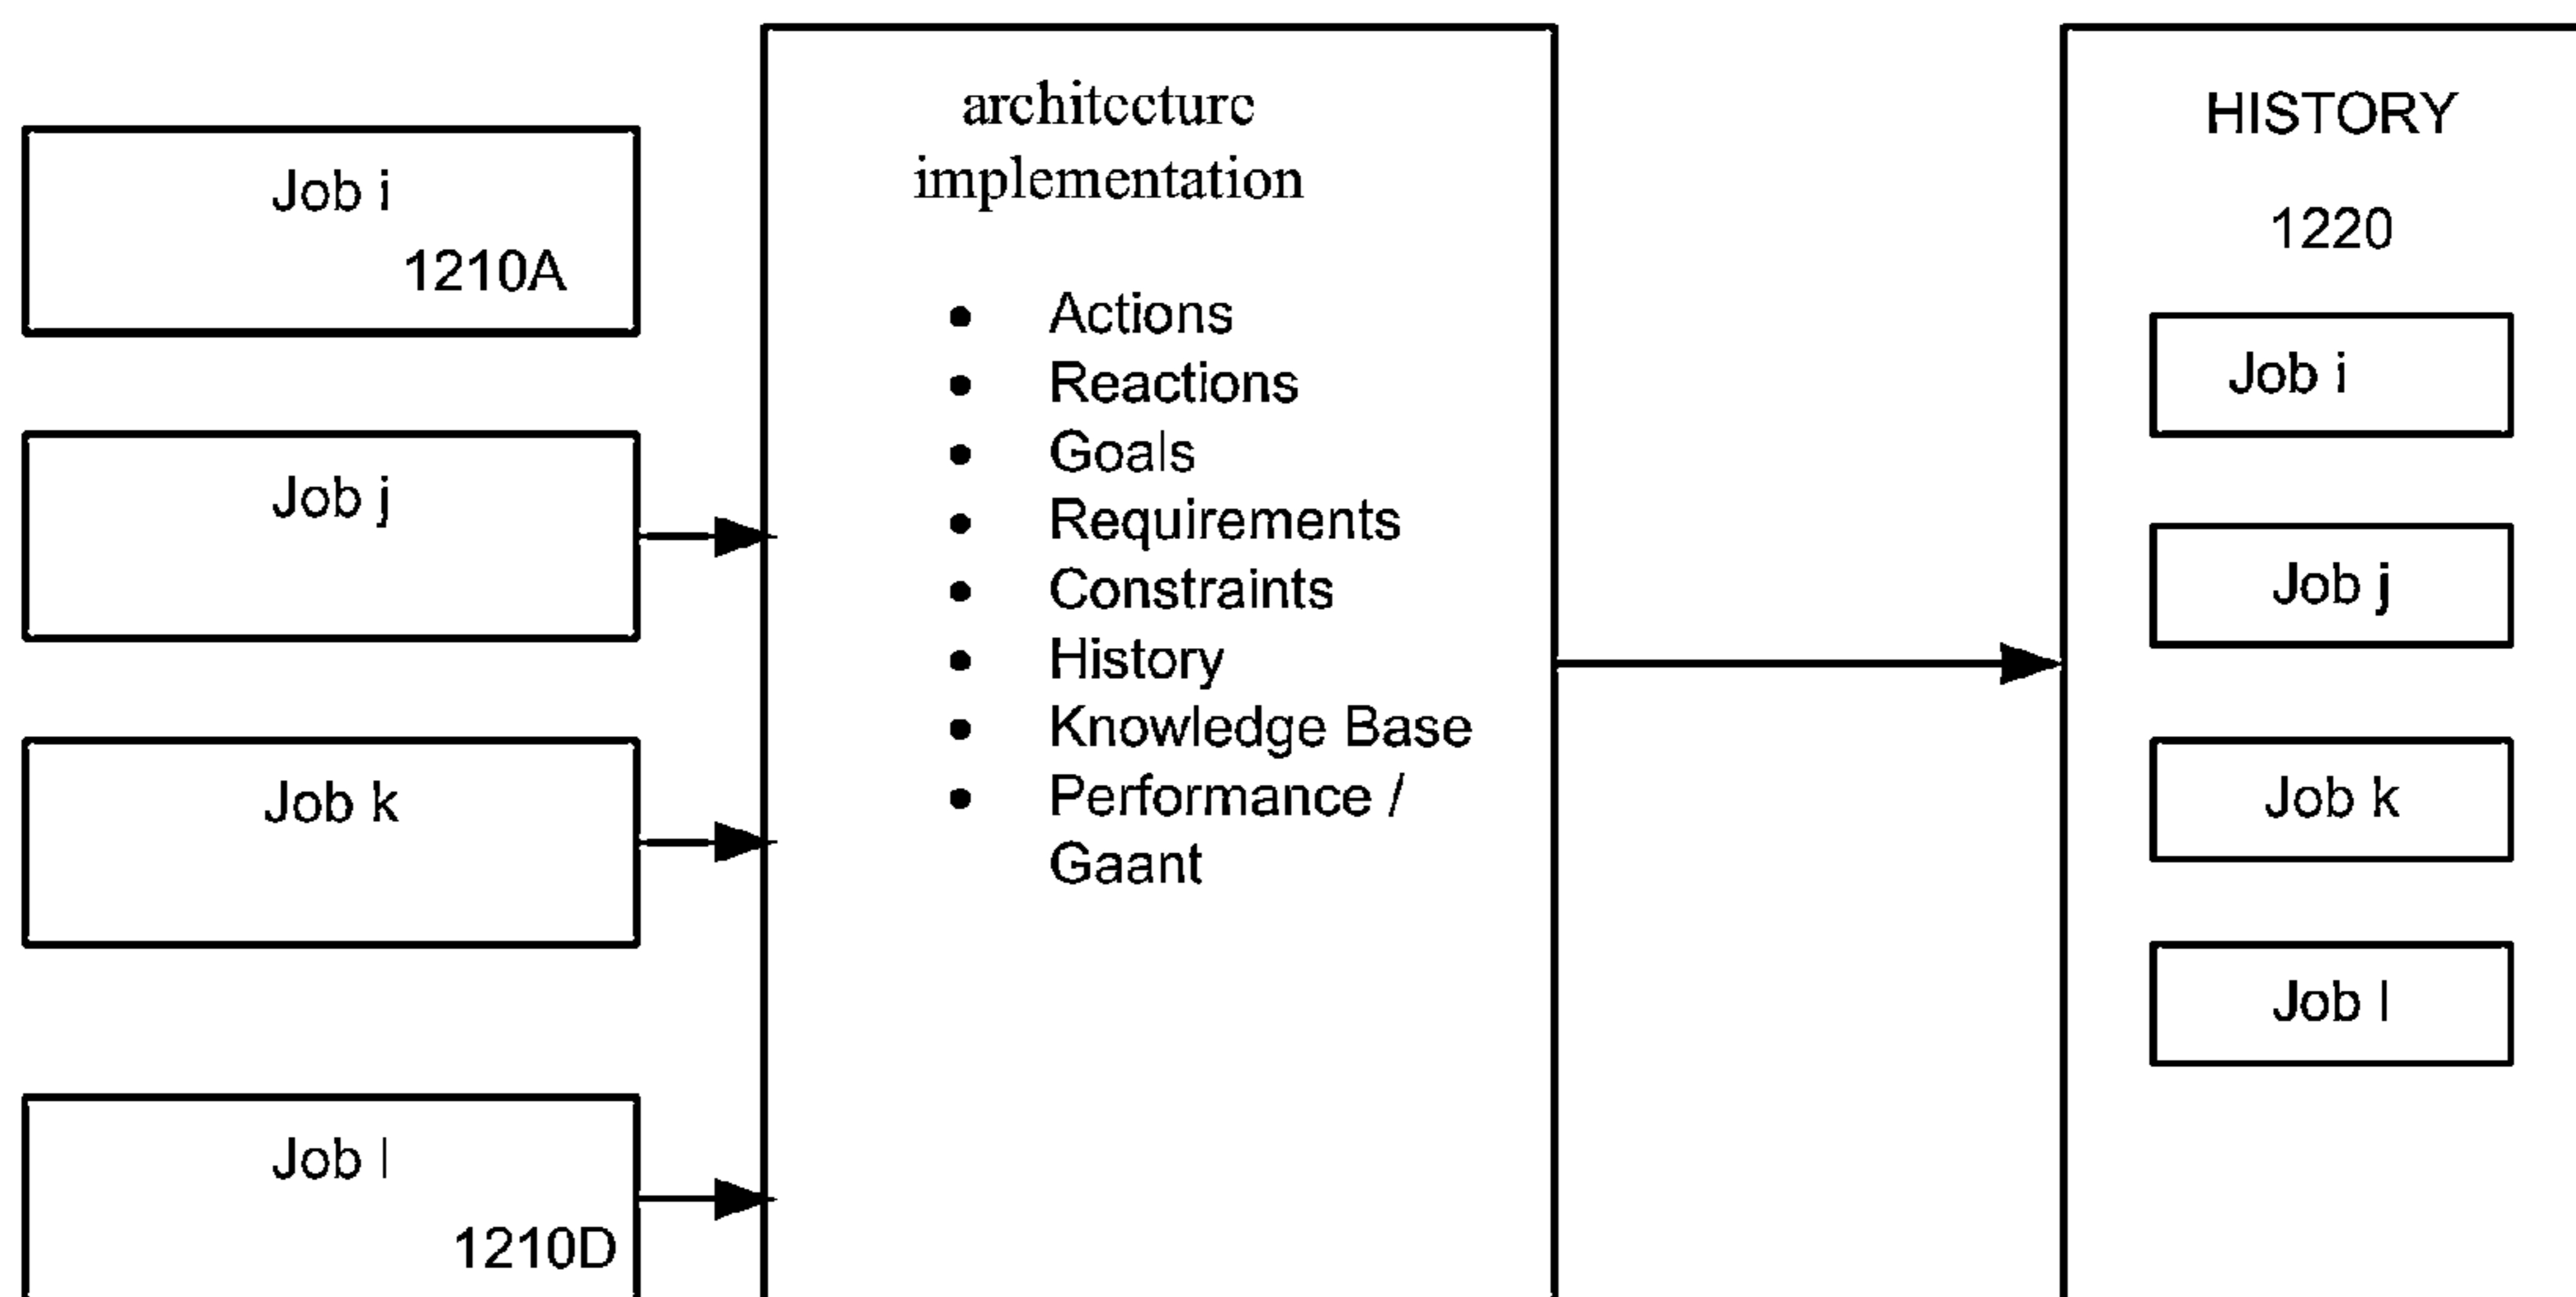 Job i
1210A
Job j
Job k
Job l
1210D
architecture
implementation
• Actions
• Reactions
• Goals
• Requirements
• Constraints
• History
• Knowledge Base
• Performance /
Gaant
HISTORY
1220
Job i
Job j
Job k
Job l